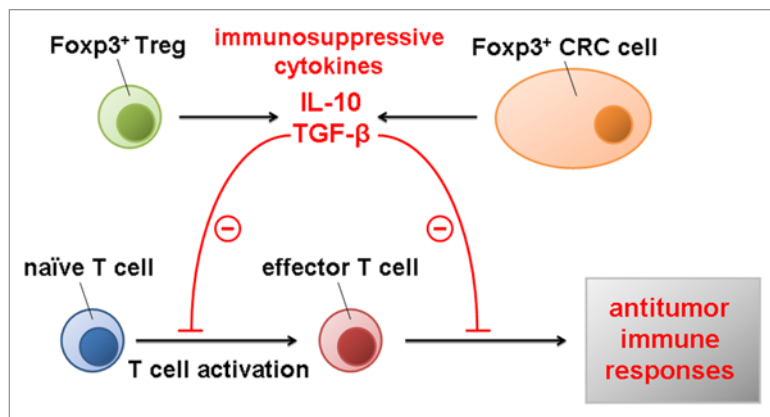 Foxp3⁺ Treg
immunosuppressive
cytokines
IL-10
TGF-β
Foxp3⁺ CRC cell
−
−
naïve T cell
effector T cell
T cell activation
antitumor
immune
responses